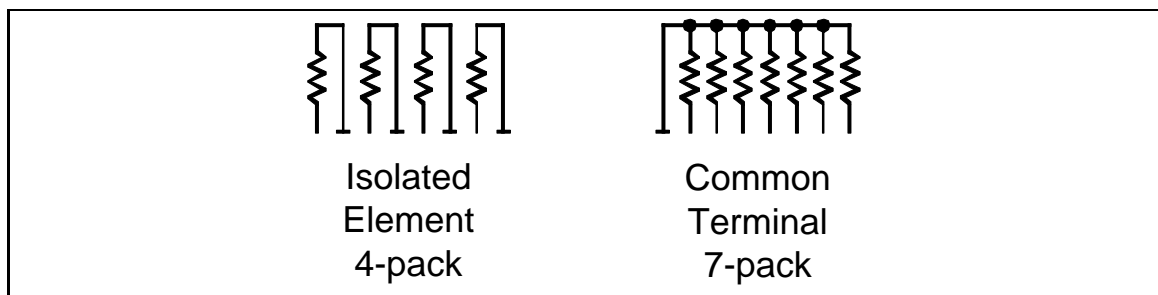 Isolated
Element
4-pack
Common
Terminal
7-pack